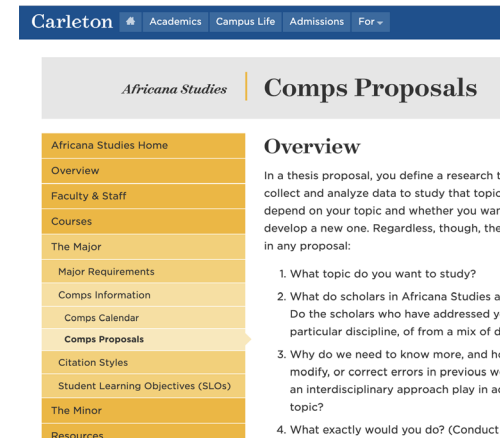 Carleton Academics Campus Life Admissions For
Africana Studies
Comps Proposals
Africana Studies Home
Overview
Faculty & Staff
Courses
The Major
Major Requirements
Comps Information
Comps Calendar
Comps Proposals
Citation Styles
Student Learning Objectives (SLOs)
The Minor
Resources
Overview
In a thesis proposal, you define a research
collect and analyze data to study that topic
depend on your topic and whether you
develop a new one. Regardless, though,
in any proposal:
1. What topic do you want to study?
2. What do scholars in Africana Studies
Do the scholars who have addressed
particular discipline, of from a mix of
3. Why do we need to know more, and
modify, or correct errors in previous
an interdisciplinary approach play in
topic?
4. What exactly would you do? (Conduct